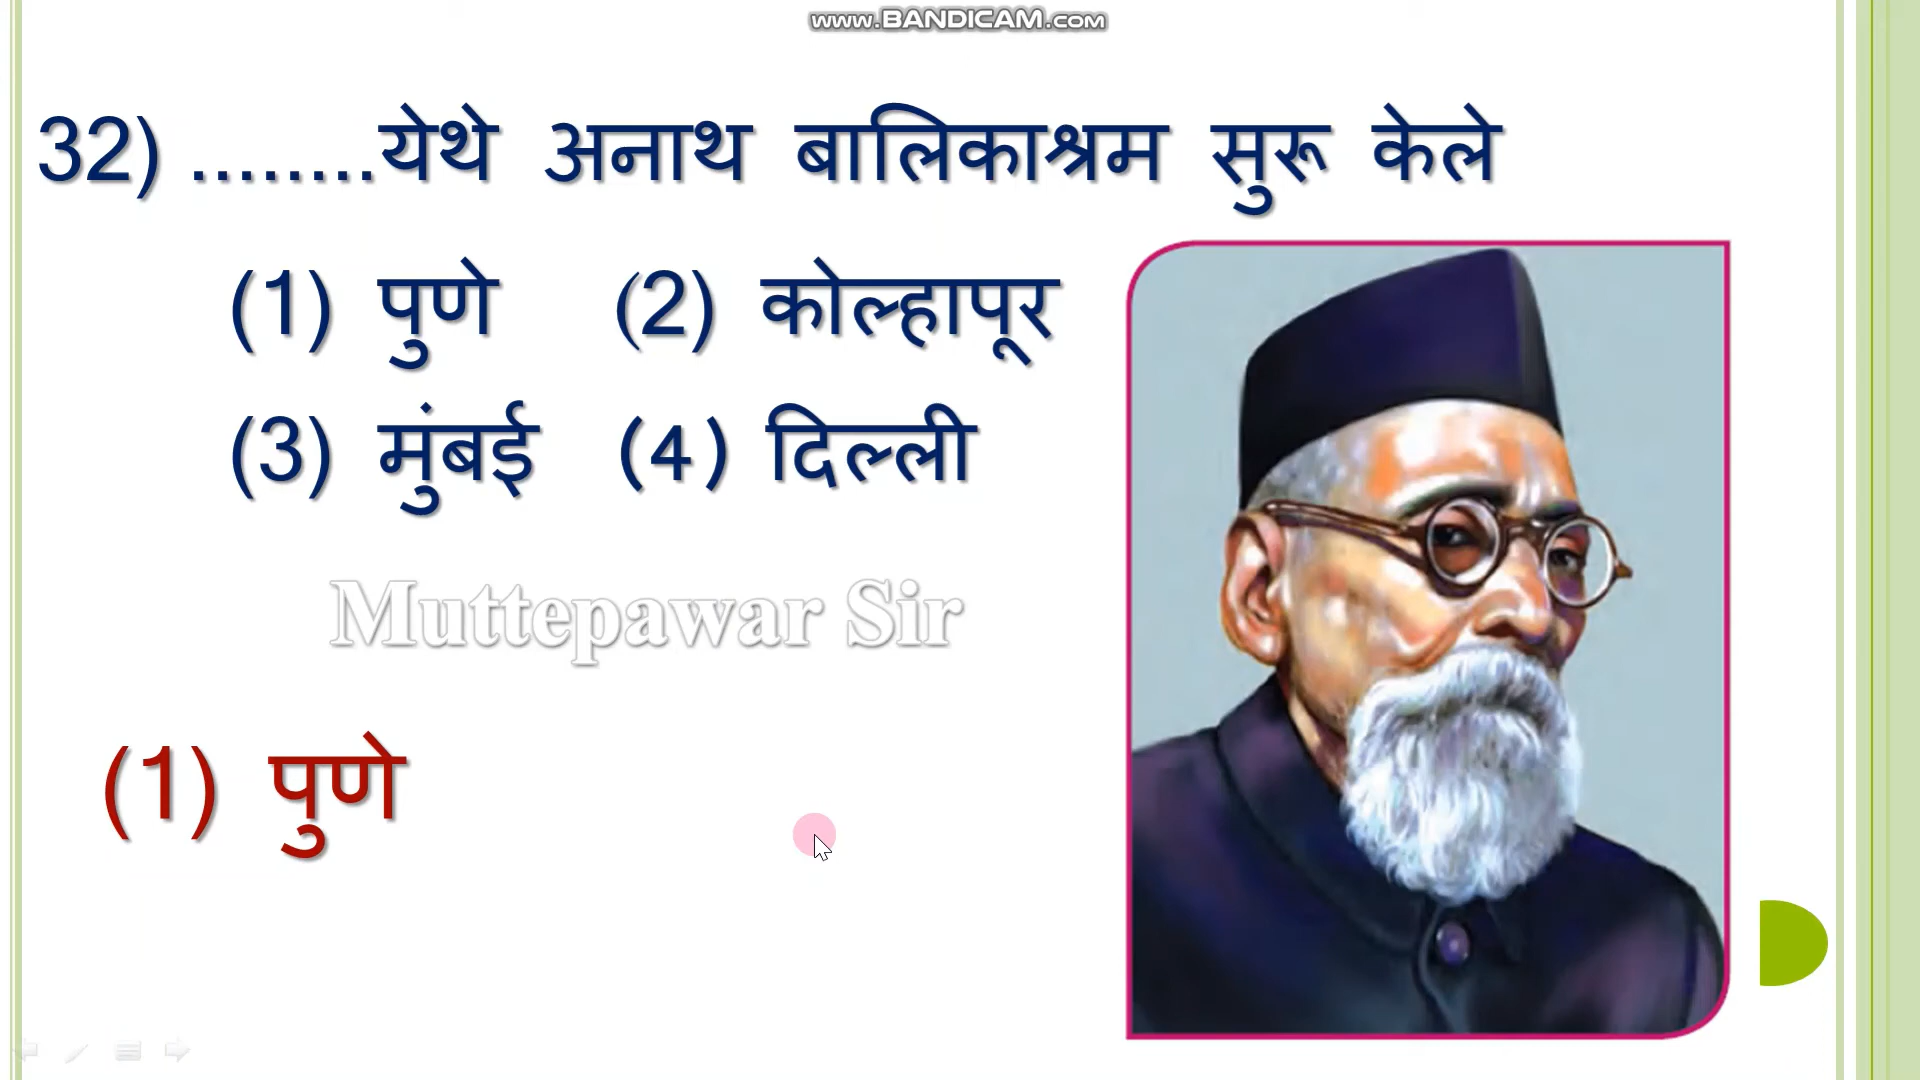 www.BANDICAM.com
32) ........येथे अनाथ बालिकाश्रम सुरू केले
(1) पुणे (2) कोल्हापूर
(3) मुंबई (4) दिल्ली
Muttepawar Sir
(1) पुणे